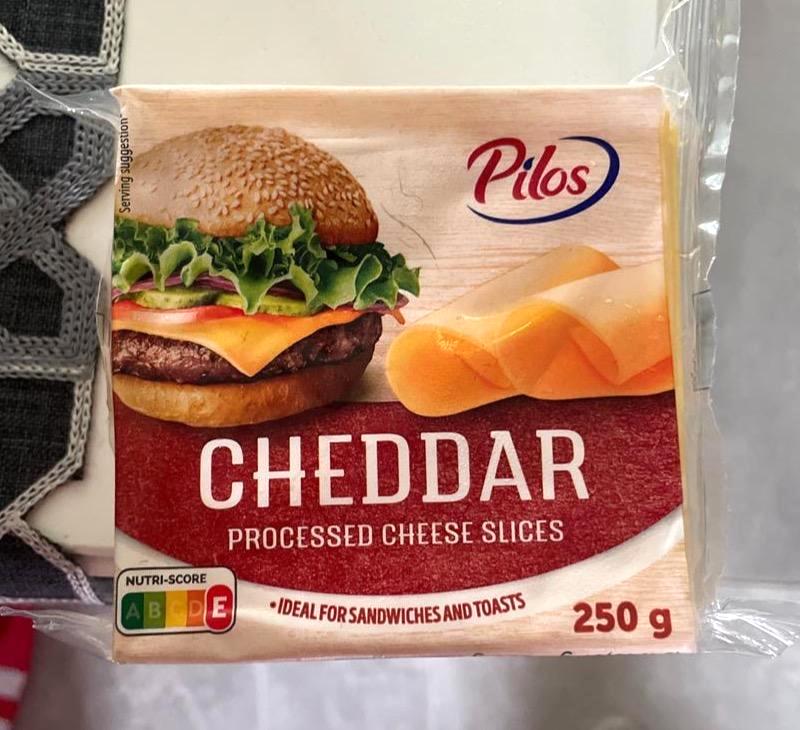 Serving suggestion
Pilos
CHEDDAR
PROCESSED CHEESE SLICES
NUTRI-SCORE
A B C D E
•IDEAL FOR SANDWICHES AND TOASTS
250 g